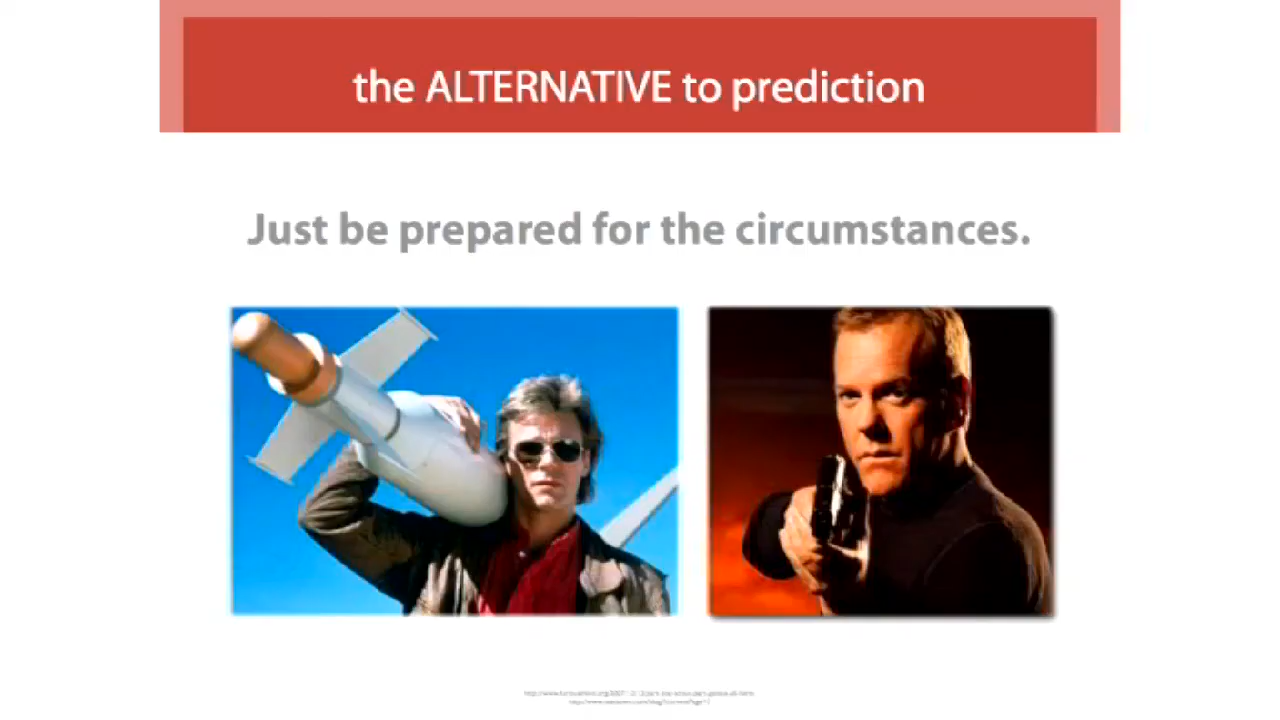 the ALTERNATIVE to prediction
Just be prepared for the circumstances.